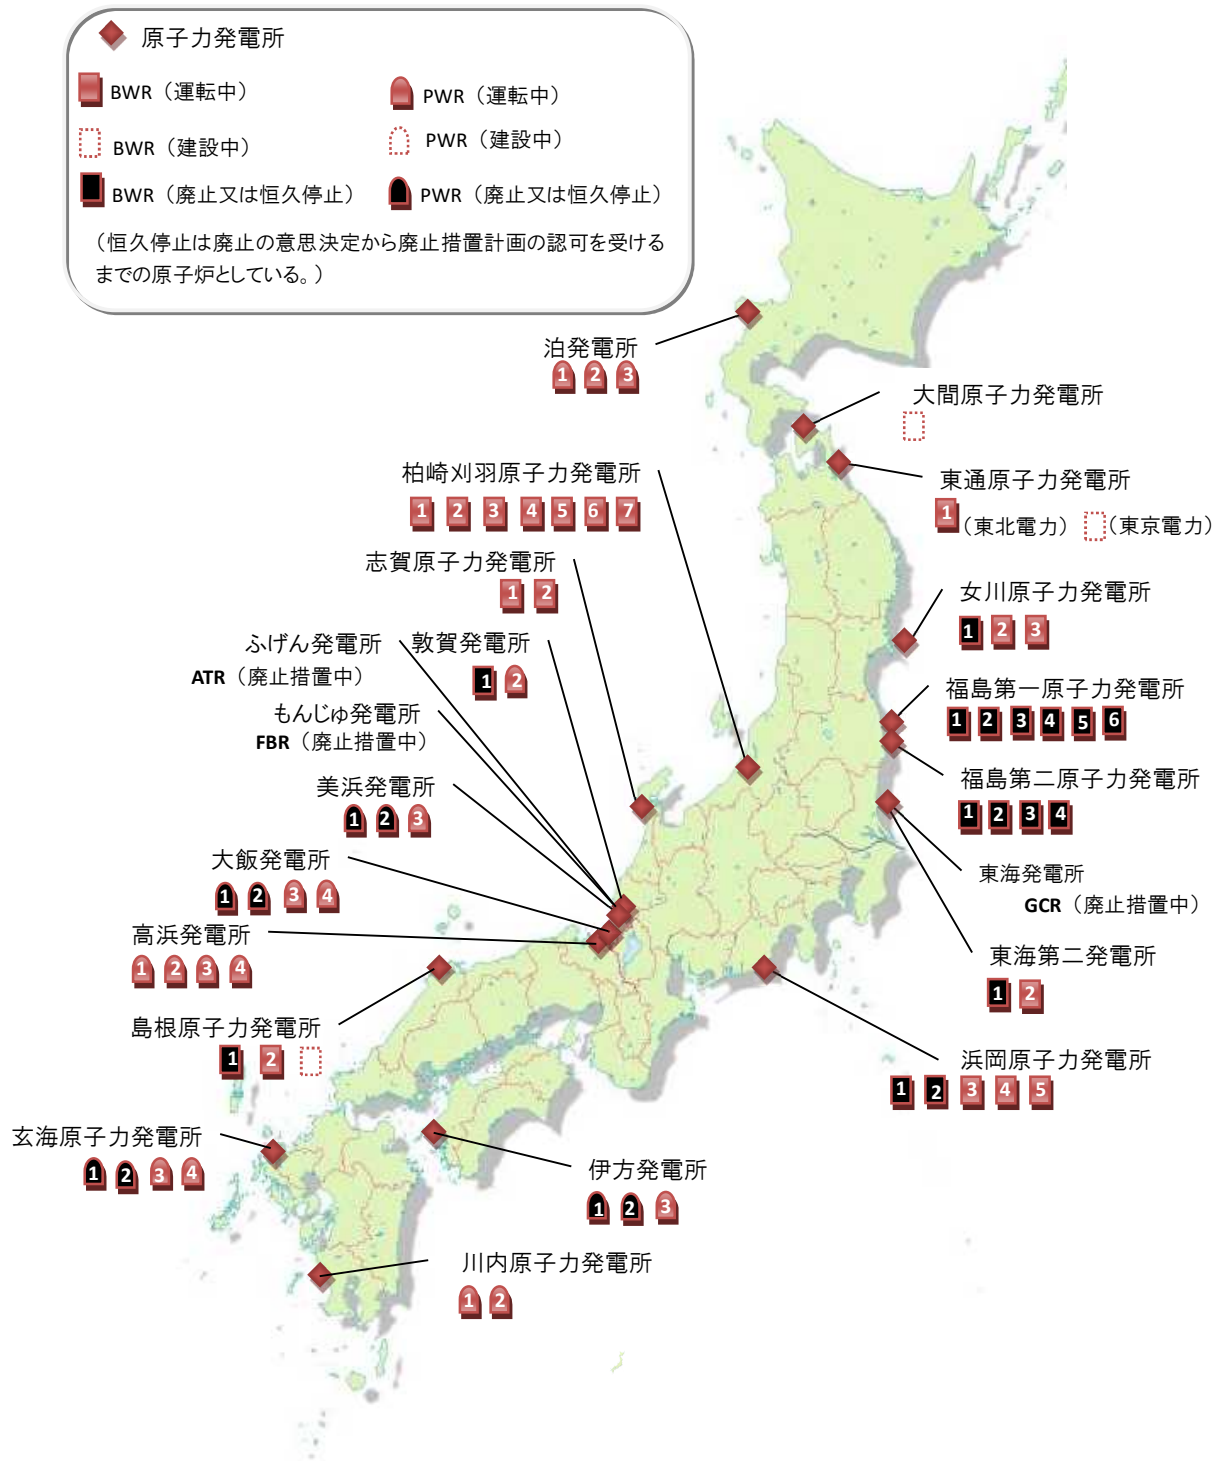 原子力発電所
BWR（運転中）
PWR（運転中）
BWR（建設中）
PWR（建設中）
BWR（廃止又は恒久停止）
PWR（廃止又は恒久停止）
（恒久停止は廃止の意思決定から廃止措置計画の認可を受ける
までの原子炉としている。）
泊発電所
1 2 3
大間原子力発電所
柏崎刈羽原子力発電所
1 2 3 4 5 6 7
東通原子力発電所
1（東北電力）（東京電力）
志賀原子力発電所
1 2
女川原子力発電所
1 2 3
ふげん発電所
ATR（廃止措置中）
敦賀発電所
1 2
もんじゅ発電所
FBR（廃止措置中）
福島第一原子力発電所
1 2 3 4 5 6
福島第二原子力発電所
1 2 3 4
美浜発電所
1 2 3
大飯発電所
1 2 3 4
東海発電所
GCR（廃止措置中）
高浜発電所
1 2 3 4
東海第二発電所
1 2
島根原子力発電所
1 2
浜岡原子力発電所
1 2 3 4 5
玄海原子力発電所
1 2 3 4
伊方発電所
1 2 3
川内原子力発電所
1 2